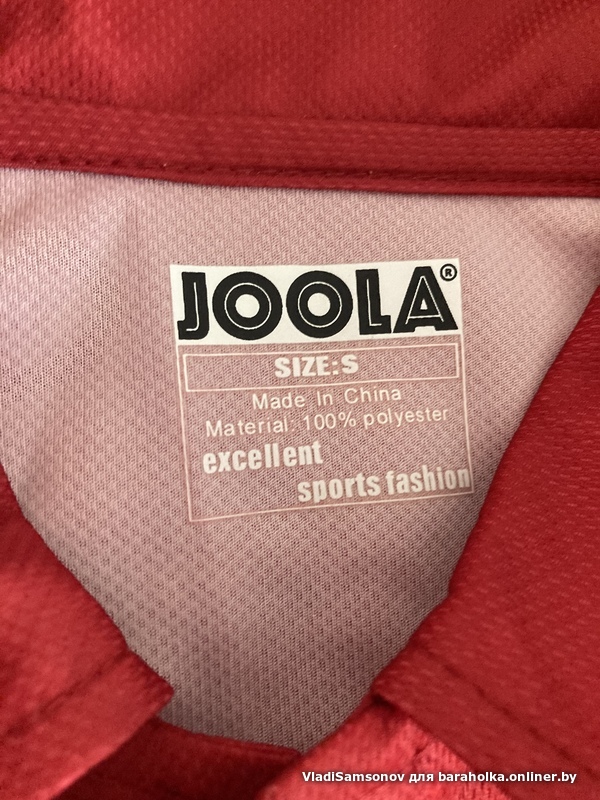 JOOLA®
SIZE:S
Made In China
Material: 100% polyester
excellent
sports fashion
VladiSamsonov для baraholka.onliner.by